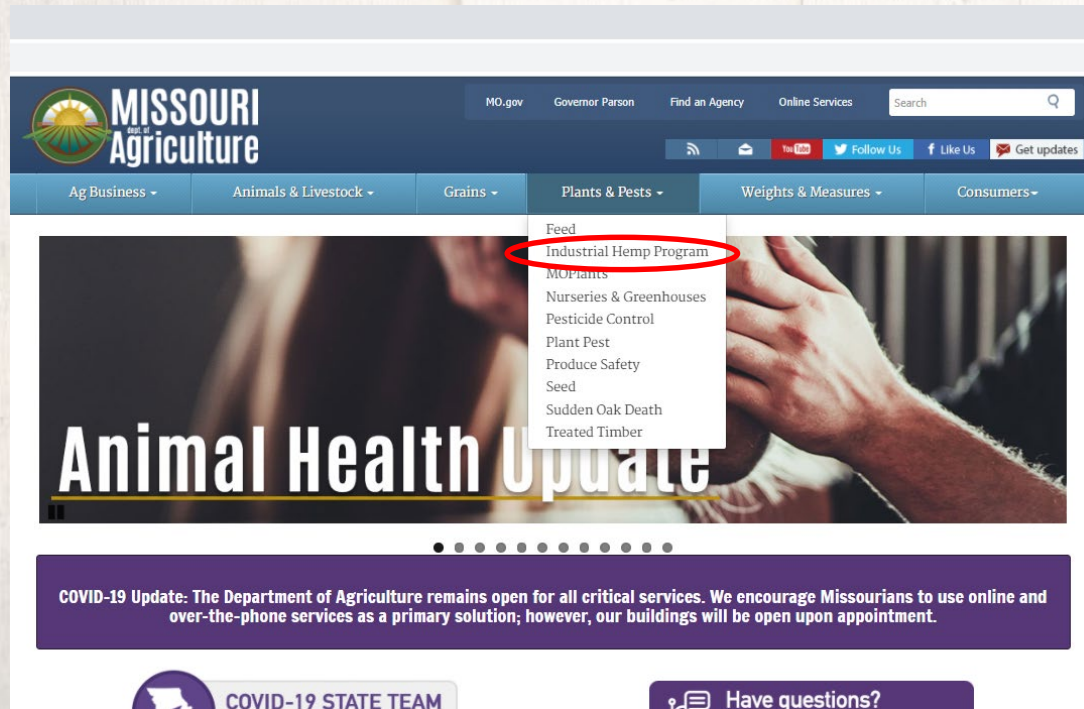 MISSOURI
dept. of
Agriculture
MO.gov Governor Parson Find an Agency Online Services Search
You Tube Follow Us f Like Us Get updates
Ag Business Animals & Livestock Grains Plants & Pests Weights & Measures Consumers
Feed
Industrial Hemp Program
MOPlants
Nurseries & Greenhouses
Pesticide Control
Plant Pest
Produce Safety
Seed
Sudden Oak Death
Treated Timber
Animal Health Update
COVID-19 Update: The Department of Agriculture remains open for all critical services. We encourage Missourians to use online and
over-the-phone services as a primary solution; however, our buildings will be open upon appointment.
COVID-19 STATE TEAM
Have questions?